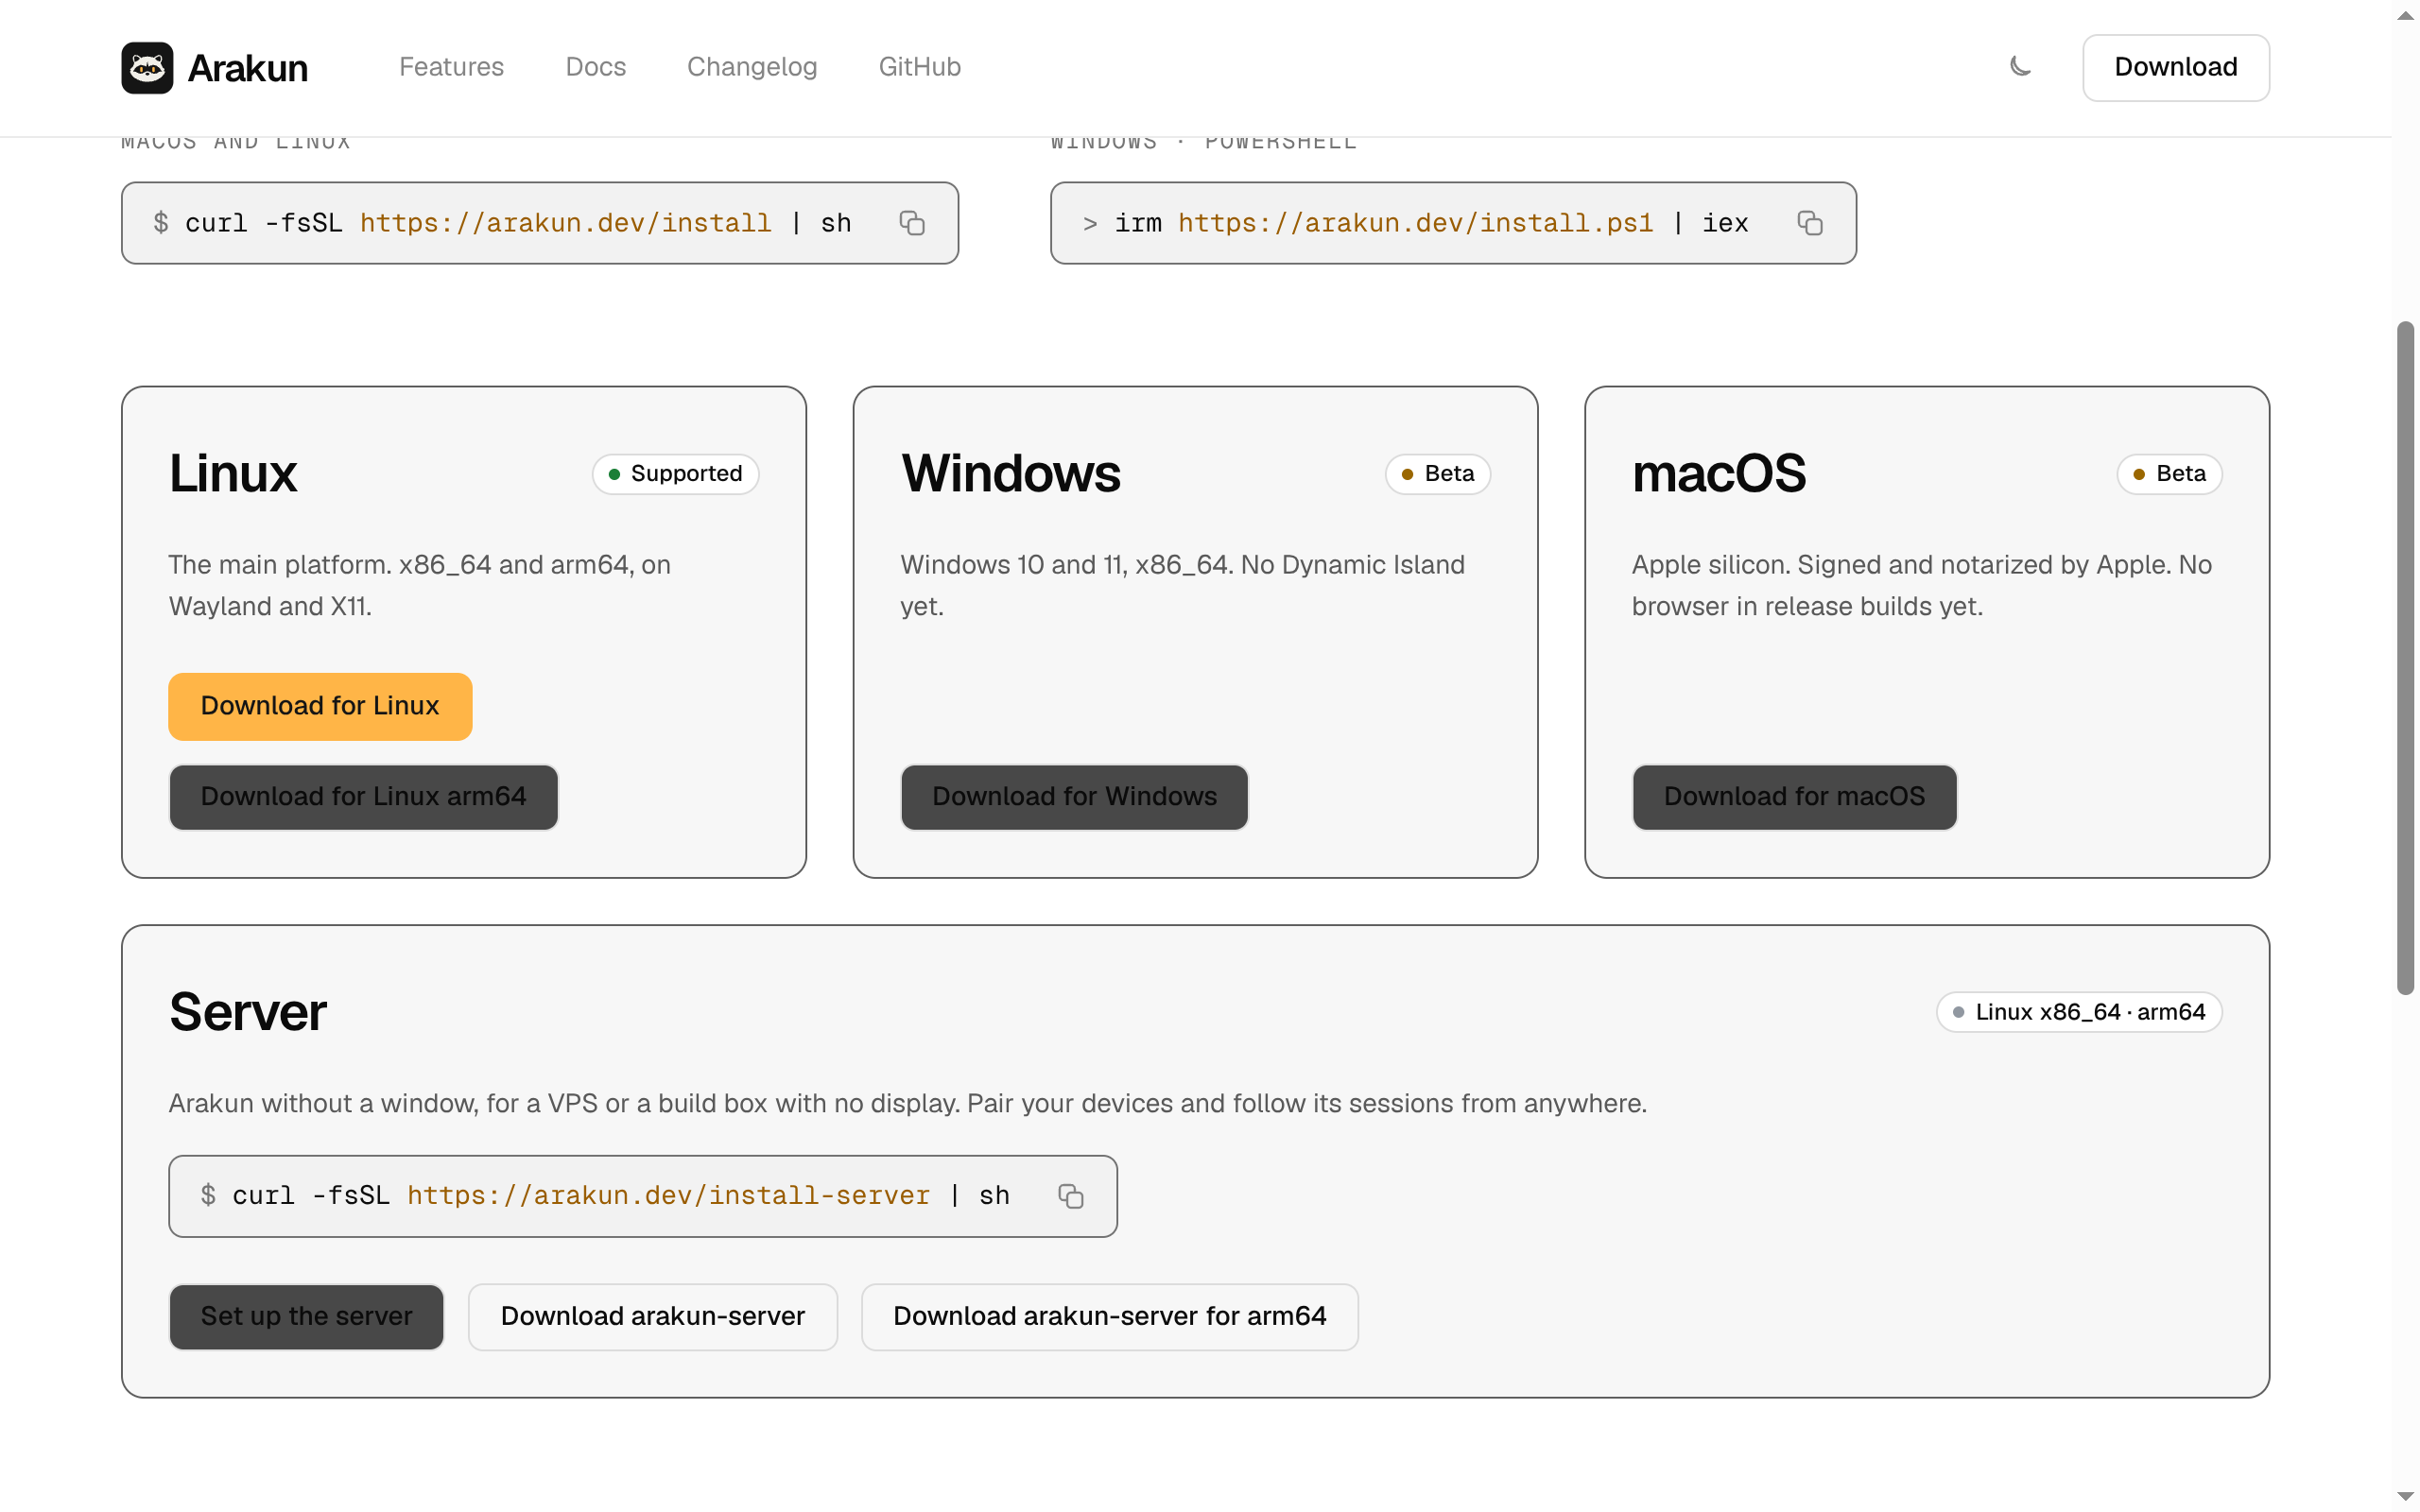 Arakun
Features
Docs
Changelog
GitHub
Download
MACOS AND LINUX
WINDOWS · POWERSHELL
$ curl -fsSL https://arakun.dev/install | sh
> irm https://arakun.dev/install.ps1 | iex
Linux
Supported
The main platform. x86_64 and arm64, on
Wayland and X11.
Download for Linux
Download for Linux arm64
Windows
Beta
Windows 10 and 11, x86_64. No Dynamic Island
yet.
Download for Windows
macOS
Beta
Apple silicon. Signed and notarized by Apple. No
browser in release builds yet.
Download for macOS
Server
Linux x86_64 · arm64
Arakun without a window, for a VPS or a build box with no display. Pair your devices and follow its sessions from anywhere.
$ curl -fsSL https://arakun.dev/install-server | sh
Set up the server
Download arakun-server
Download arakun-server for arm64